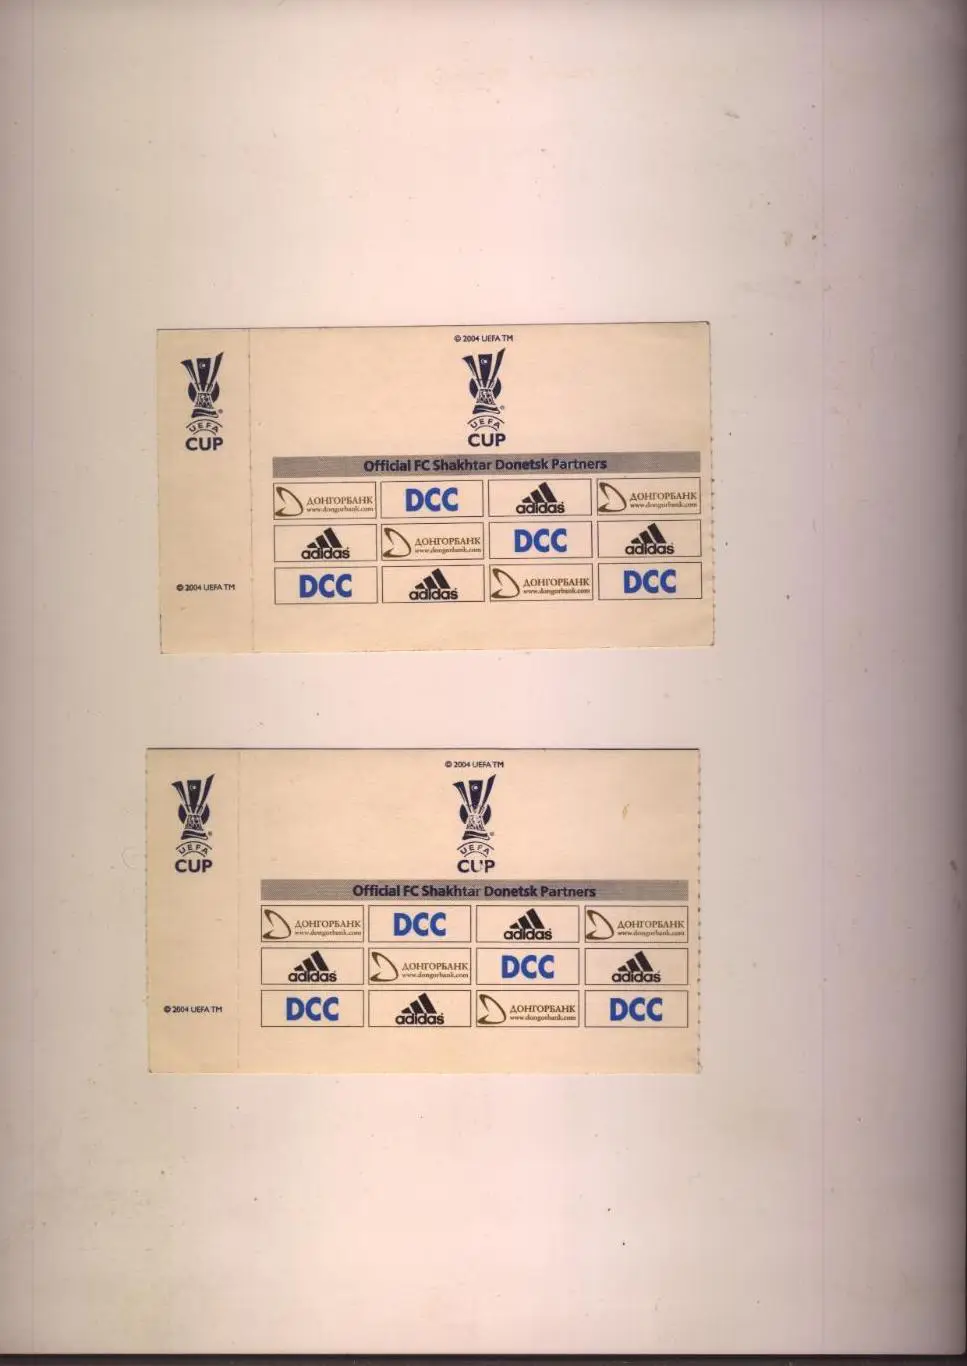 © 2004 UEFA TM
UEFA
CUP
UEFA
CUP
Official FC Shakhtar Donetsk Partners
ДОНГОРБАНК
www.dongorbank.com
DCC
adidas
ДОНГОРБАНК
www.dongorbank.com
adidas
ДОНГОРБАНК
www.dongorbank.com
DCC
adidas
DCC
adidas
ДОНГОРБАНК
www.dongorbank.com
DCC
© 2004 UEFA TM
© 2004 UEFA TM
UEFA
CUP
UEFA
CUP
Official FC Shakhtar Donetsk Partners
ДОНГОРБАНК
www.dongorbank.com
DCC
adidas
ДОНГОРБАНК
www.dongorbank.com
adidas
ДОНГОРБАНК
www.dongorbank.com
DCC
adidas
DCC
adidas
ДОНГОРБАНК
www.dongorbank.com
DCC
© 2004 UEFA TM